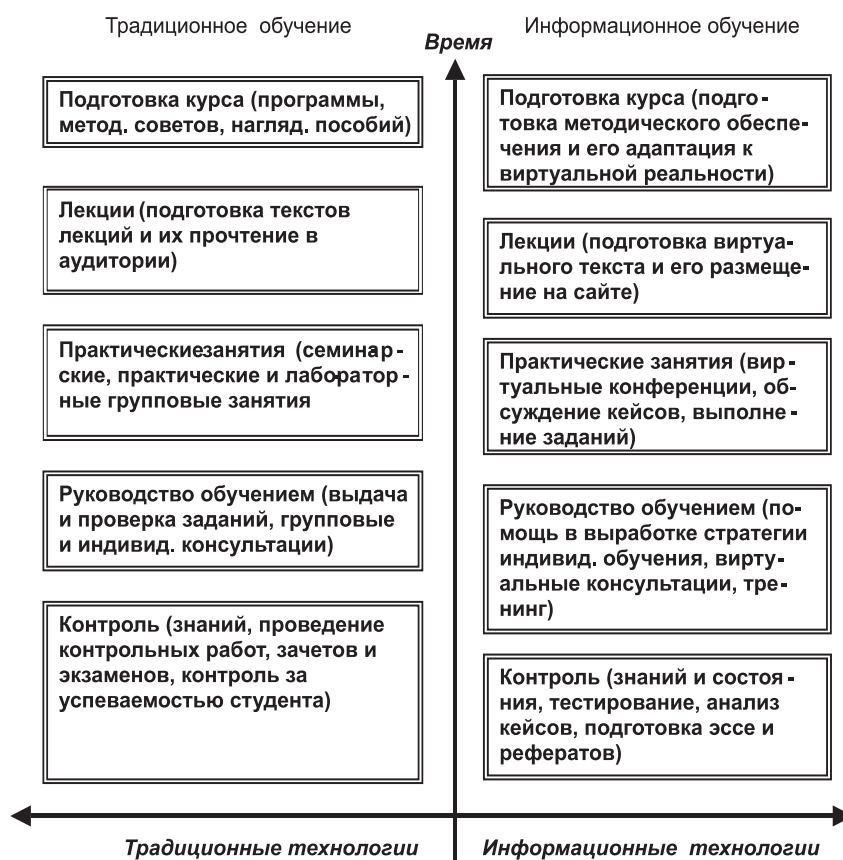 Традиционное обучение
Информационное обучение
Время
Подготовка курса (программы,
метод. советов, нагляд. пособий)
Лекции (подготовка текстов
лекций и их прочтение в
аудитории)
Практическиезанятия (семинар-
ские, практические и лаборатор-
ные групповые занятия
Руководство обучением (выдача
и проверка заданий, групповые
и индивид. консультации)
Контроль (знаний, проведение
контрольных работ, зачетов и
экзаменов, контроль за
успеваемостью студента)
Подготовка курса (подго-
товка методического обеспе-
чения и его адаптация к
виртуальной реальности)
Лекции (подготовка виртуа-
льного текста и его размеще-
ние на сайте)
Практические занятия (вир-
туальные конференции, об-
суждение кейсов, выполне-
ние заданий)
Руководство обучением (по-
мощь в выработке стратегии
индивид. обучения, вирту-
альные консультации, тре-
нинг)
Контроль (знаний и состоя-
ния, тестирование, анализ
кейсов, подготовка эссе и
рефератов)
Традиционные технологии
Информационные технологии